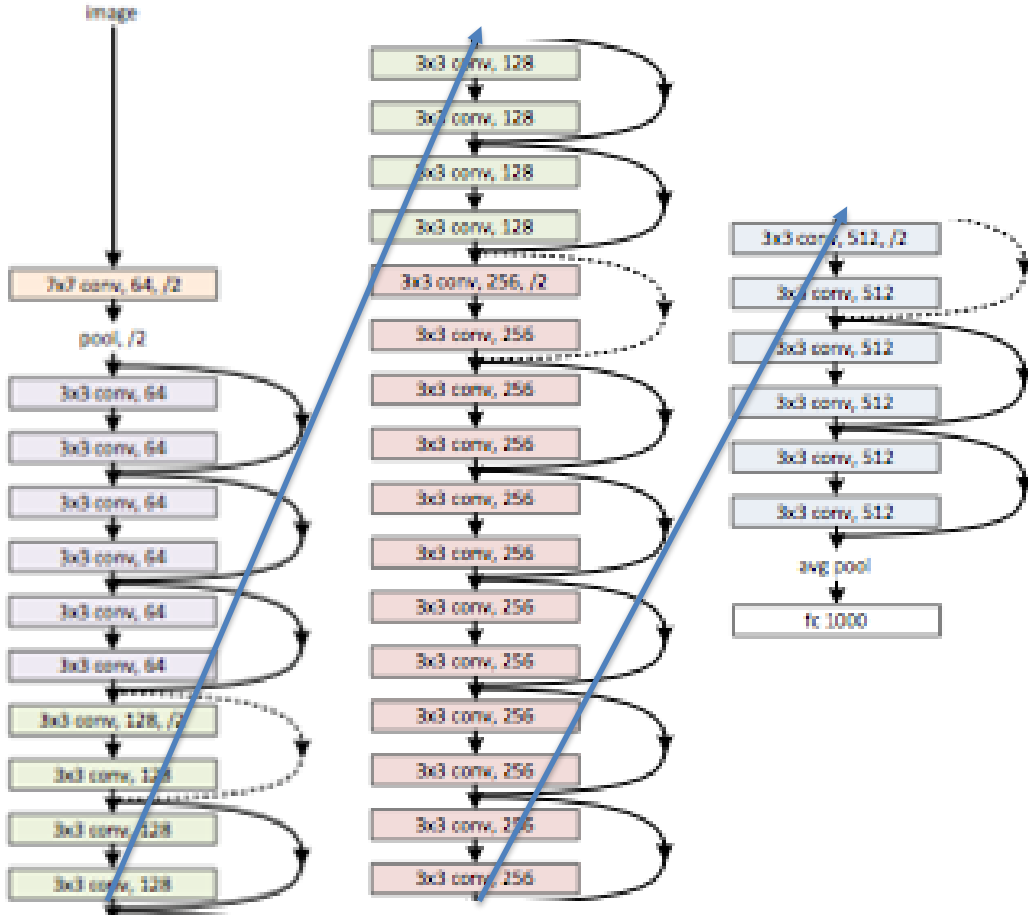 image
7x7 conv, 64, /2
pool, /2
3x3 conv, 64
3x3 conv, 64
3x3 conv, 64
3x3 conv, 64
3x3 conv, 64
3x3 conv, 64
3x3 conv, 128, /2
3x3 conv, 128
3x3 conv, 128
3x3 conv, 128
3x3 conv, 128
3x3 conv, 128
3x3 conv, 128
3x3 conv, 128
3x3 conv, 256, /2
3x3 conv, 256
3x3 conv, 256
3x3 conv, 256
3x3 conv, 256
3x3 conv, 256
3x3 conv, 256
3x3 conv, 256
3x3 conv, 256
3x3 conv, 256
3x3 conv, 256
3x3 conv, 256
3x3 conv, 512, /2
3x3 conv, 512
3x3 conv, 512
3x3 conv, 512
3x3 conv, 512
3x3 conv, 512
avg pool
fc 1000